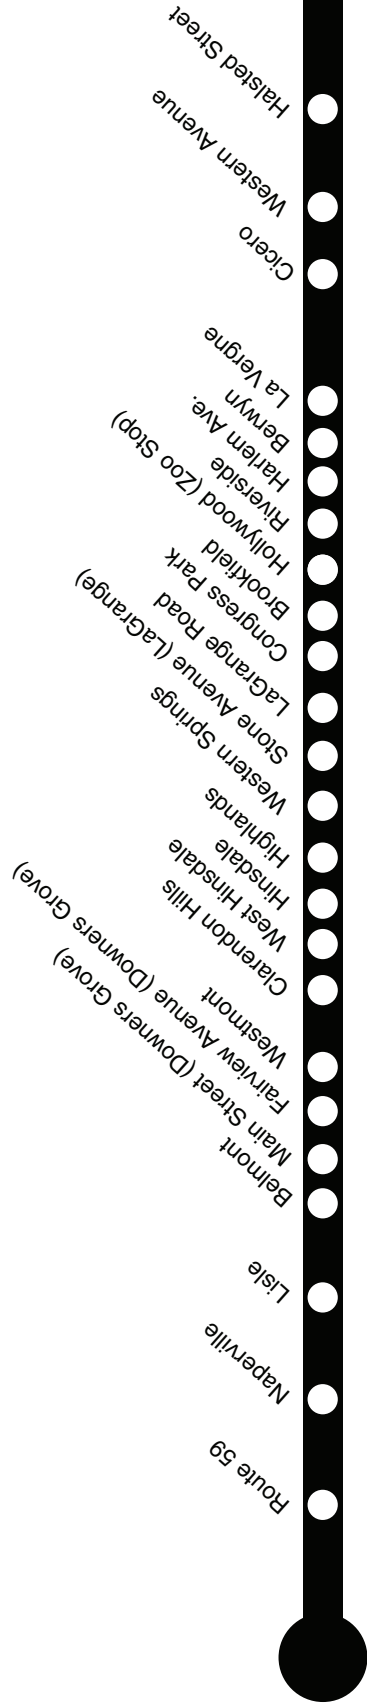 Halsted Street
Western Avenue
Cicero
La Vergne
Berwyn
Harlem Ave.
Riverside
Hollywood (Zoo Stop)
Brookfield
Congress Park
LaGrange Road
Stone Avenue (LaGrange)
Western Springs
Highlands
Hinsdale
West Hinsdale
Clarendon Hills
Westmont
Fairview Avenue (Downers Grove)
Main Street (Downers Grove)
Belmont
Lisle
Naperville
Route 59